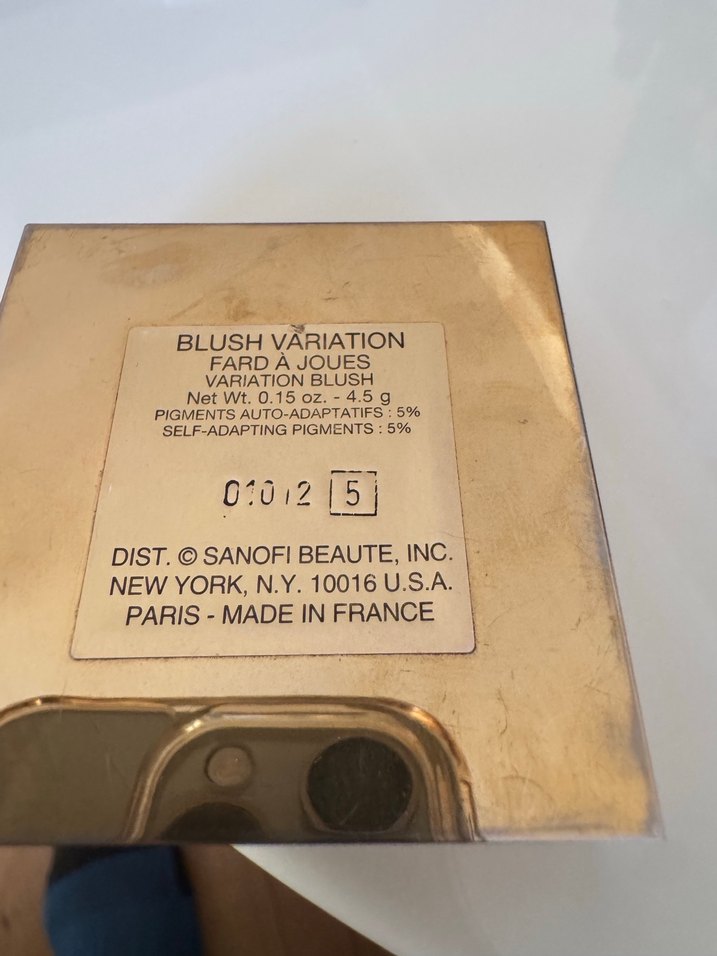 BLUSH VARIATION
FARD À JOUES
VARIATION BLUSH
Net Wt. 0.15 oz. - 4.5 g
PIGMENTS AUTO-ADAPTATIFS : 5%
SELF-ADAPTING PIGMENTS : 5%
5
DIST. © SANOFI BEAUTE, INC.
NEW YORK, N.Y. 10016 U.S.A.
PARIS - MADE IN FRANCE